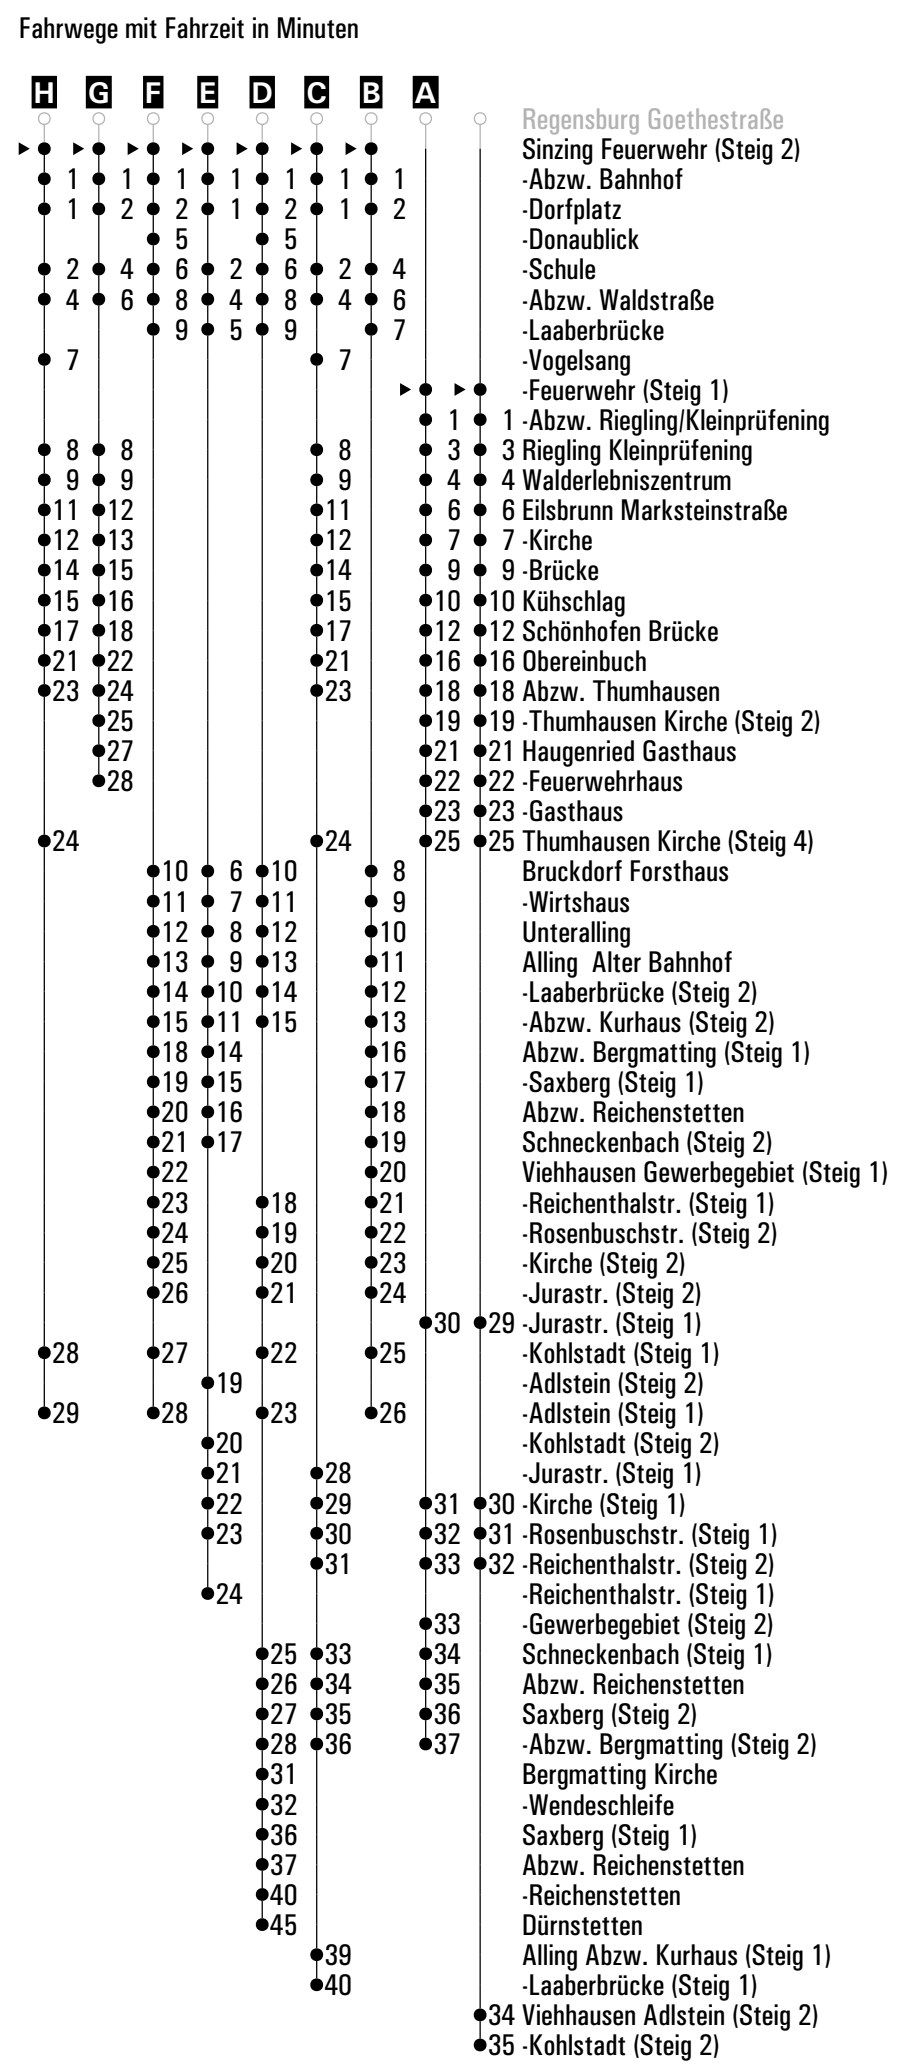 Fahrwege mit Fahrzeit in Minuten
H G F E D C B A
Regensburg Goethestraße
Sinzing Feuerwehr (Steig 2)
1 1 1 1 1 1 1 -Abzw. Bahnhof
1 2 2 1 2 1 2 -Dorfplatz
5 5 -Donaublick
2 4 6 2 6 2 4 -Schule
4 6 8 4 8 4 6 -Abzw. Waldstraße
9 5 9 7 -Laaberbrücke
7 7 -Vogelsang
-Feuerwehr (Steig 1)
1 1 -Abzw. Riegling/Kleinprüfening
8 8 8 3 3 Riegling Kleinprüfening
9 9 9 4 4 Walderlebniszentrum
11 12 11 6 6 Eilsbrunn Marksteinstraße
12 13 12 7 7 -Kirche
14 15 14 9 9 -Brücke
15 16 15 10 10 Kühschlag
17 18 17 12 12 Schönhofen Brücke
21 22 21 16 16 Obereinbuch
23 24 23 18 18 Abzw. Thumhausen
25 19 19 -Thumhausen Kirche (Steig 2)
27 21 21 Haugenried Gasthaus
28 22 22 -Feuerwehrhaus
23 23 -Gasthaus
24 24 25 25 Thumhausen Kirche (Steig 4)
10 6 10 8 Bruckdorf Forsthaus
11 7 11 9 -Wirtshaus
12 8 12 10 Unteralling
13 9 13 11 Alling Alter Bahnhof
14 10 14 12 -Laaberbrücke (Steig 2)
15 11 15 13 -Abzw. Kurhaus (Steig 2)
18 14 16 Abzw. Bergmatting (Steig 1)
19 15 17 -Saxberg (Steig 1)
20 16 18 Abzw. Reichenstetten
21 17 19 Schneckenbach (Steig 2)
22 20 Viehhausen Gewerbegebiet (Steig 1)
23 18 21 -Reichenthalstr. (Steig 1)
24 19 22 -Rosenbuschstr. (Steig 2)
25 20 23 -Kirche (Steig 2)
26 21 24 -Jurastr. (Steig 2)
30 29 -Jurastr. (Steig 1)
28 27 22 25 -Kohlstadt (Steig 1)
19 -Adlstein (Steig 2)
29 28 23 26 -Adlstein (Steig 1)
20 -Kohlstadt (Steig 2)
21 28 -Jurastr. (Steig 1)
22 29 31 30 -Kirche (Steig 1)
23 30 32 31 -Rosenbuschstr. (Steig 1)
31 33 32 -Reichenthalstr. (Steig 2)
24 -Reichenthalstr. (Steig 1)
33 -Gewerbegebiet (Steig 2)
25 33 34 Schneckenbach (Steig 1)
26 34 35 Abzw. Reichenstetten
27 35 36 Saxberg (Steig 2)
28 36 37 -Abzw. Bergmatting (Steig 2)
31 Bergmatting Kirche
32 -Wendeschleife
36 Saxberg (Steig 1)
37 Abzw. Reichenstetten
40 -Reichenstetten
45 Dürnstetten
39 Alling Abzw. Kurhaus (Steig 1)
40 -Laaberbrücke (Steig 1)
34 Viehhausen Adlstein (Steig 2)
35 -Kohlstadt (Steig 2)